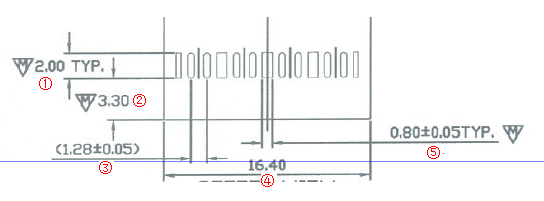 M 2.00 TYP.
①
M 3.30 ②
0.80±0.05TYP. M
(1.28±0.05)
⑤
③
16.40
④